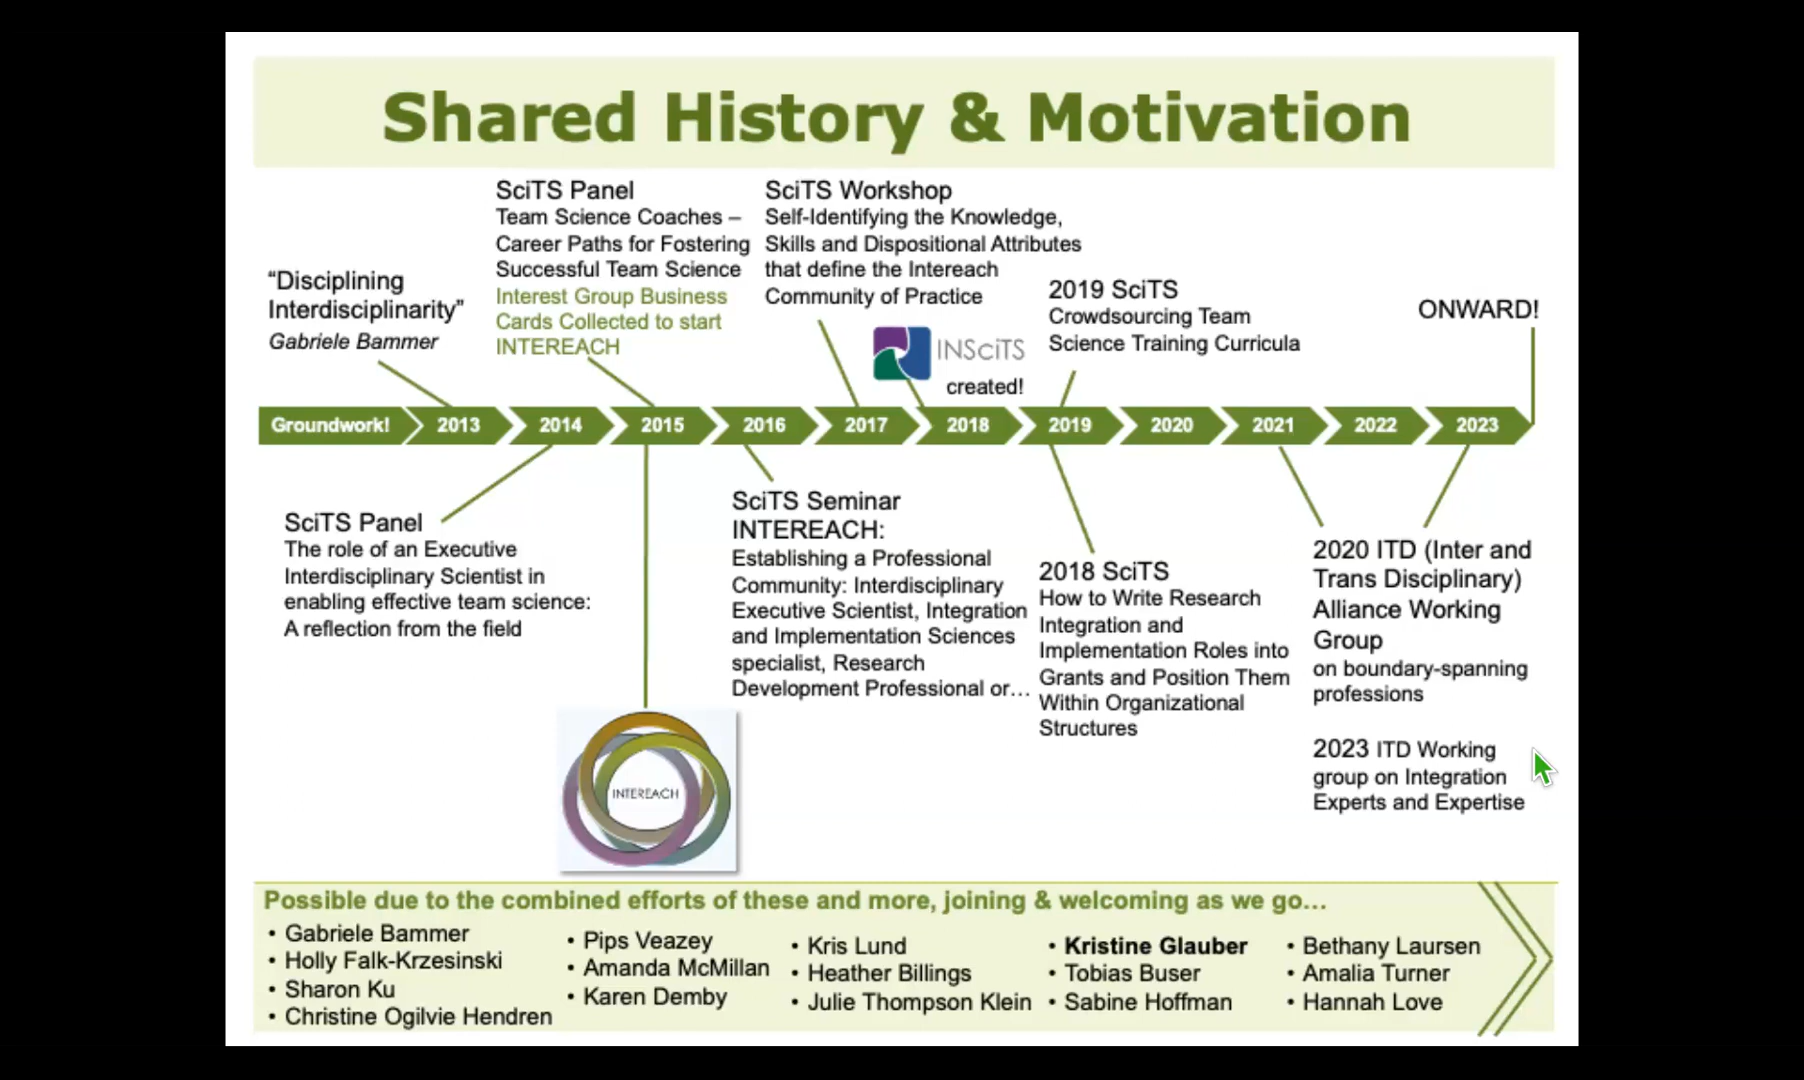 Shared History & Motivation
"Disciplining
Interdisciplinarity"
Gabriele Bammer
SciTS Panel
Team Science Coaches –
Career Paths for Fostering
Successful Team Science
Interest Group Business
Cards Collected to start
INTEREACH
SciTS Workshop
Self-Identifying the Knowledge,
Skills and Dispositional Attributes
that define the Intereach
Community of Practice
INSciTS
created!
2019 SciTS
Crowdsourcing Team
Science Training Curricula
ONWARD!
Groundwork! 2013 2014 2015 2016 2017 2018 2019 2020 2021 2022 2023
SciTS Panel
The role of an Executive
Interdisciplinary Scientist in
enabling effective team science:
A reflection from the field
INTEREACH
SciTS Seminar
INTEREACH:
Establishing a Professional
Community: Interdisciplinary
Executive Scientist, Integration
and Implementation Sciences
specialist, Research
Development Professional or…
2018 SciTS
How to Write Research
Integration and
Implementation Roles into
Grants and Position Them
Within Organizational
Structures
2020 ITD (Inter and
Trans Disciplinary)
Alliance Working
Group
on boundary-spanning
professions
2023 ITD Working
group on Integration
Experts and Expertise
Possible due to the combined efforts of these and more, joining & welcoming as we go…
• Gabriele Bammer
• Holly Falk-Krzesinski
• Sharon Ku
• Christine Ogilvie Hendren
• Pips Veazey
• Amanda McMillan
• Karen Demby
• Kris Lund
• Heather Billings
• Julie Thompson Klein
• Kristine Glauber
• Tobias Buser
• Sabine Hoffman
• Bethany Laursen
• Amalia Turner
• Hannah Love